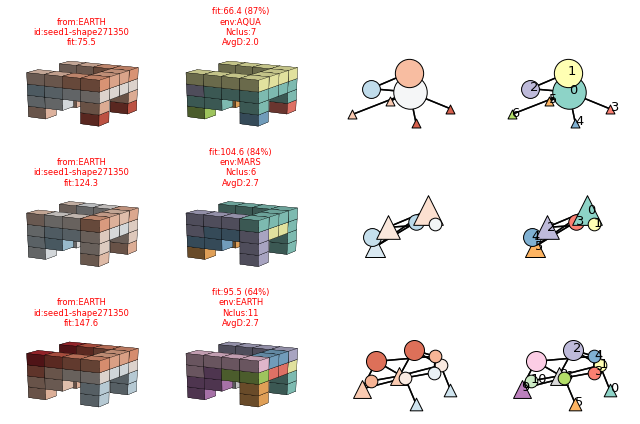 from:EARTH
id:seed1-shape271350
fit:75.5
fit:66.4 (87%)
env:AQUA
Nclus:7
AvgD:2.0
1
2
0
5
6
4
3
from:EARTH
id:seed1-shape271350
fit:124.3
fit:104.6 (84%)
env:MARS
Nclus:6
AvgD:2.7
0
3
1
2
4
5
from:EARTH
id:seed1-shape271350
fit:147.6
fit:95.5 (64%)
env:EARTH
Nclus:11
AvgD:2.7
2
4
1
3
10
9
0
5